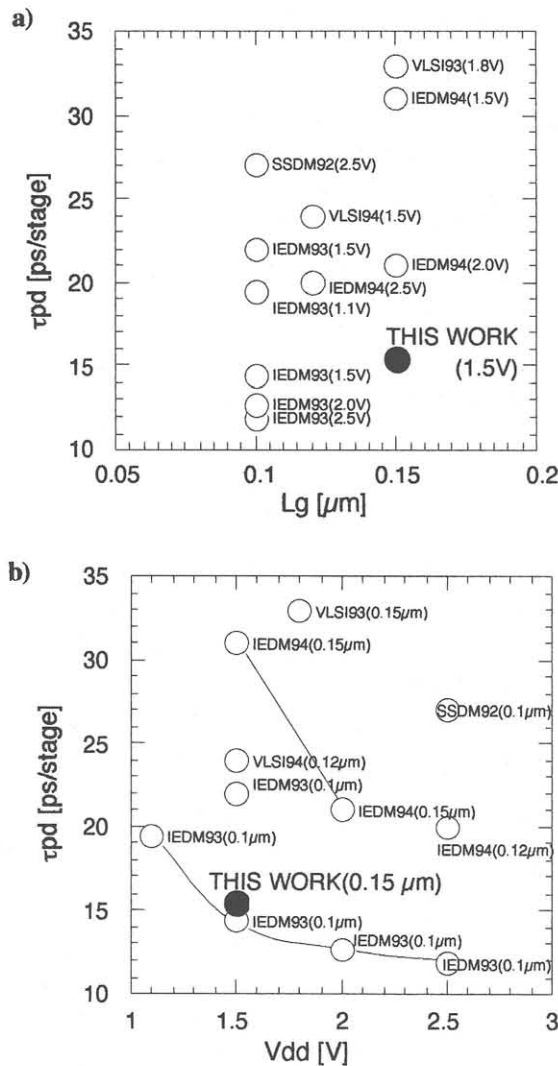 a)
35
30
25
20
15
10
τpd [ps/stage]
VLSI93(1.8V)
IEDM94(1.5V)
SSDM92(2.5V)
VLSI94(1.5V)
IEDM93(1.5V)
IEDM94(2.0V)
IEDM94(2.5V)
IEDM93(1.1V)
THIS WORK
(1.5V)
IEDM93(1.5V)
IEDM93(2.0V)
IEDM93(2.5V)
0.05 0.1 0.15 0.2
Lg [μm]
b)
35
30
25
20
15
10
τpd [ps/stage]
VLSI93(0.15μm)
IEDM94(0.15μm)
SSDM92(0.1μm)
VLSI94(0.12μm)
IEDM93(0.1μm)
IEDM94(0.15μm)
IEDM93(0.1μm)
IEDM94(0.12μm)
THIS WORK(0.15 μm)
IEDM93(0.1μm)
IEDM93(0.1μm)
IEDM93(0.1μm)
1 1.5 2 2.5 3
Vdd [V]